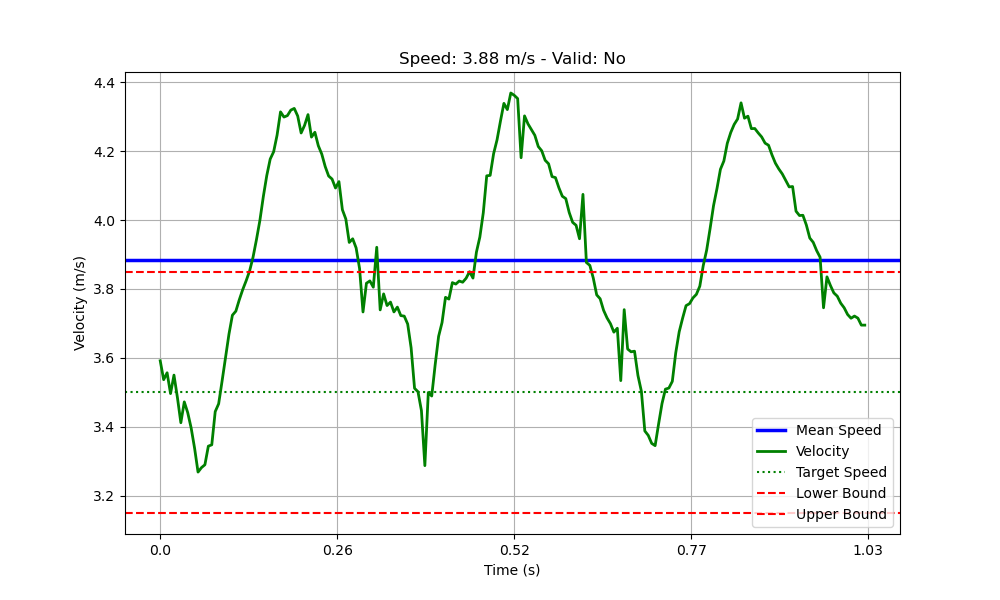 Speed: 3.88 m/s - Valid: No
Velocity (m/s)
4.4
4.2
4.0
3.8
3.6
3.4
3.2
0.0
0.26
0.52
0.77
1.03
Time (s)
Mean Speed
Velocity
Target Speed
Lower Bound
Upper Bound